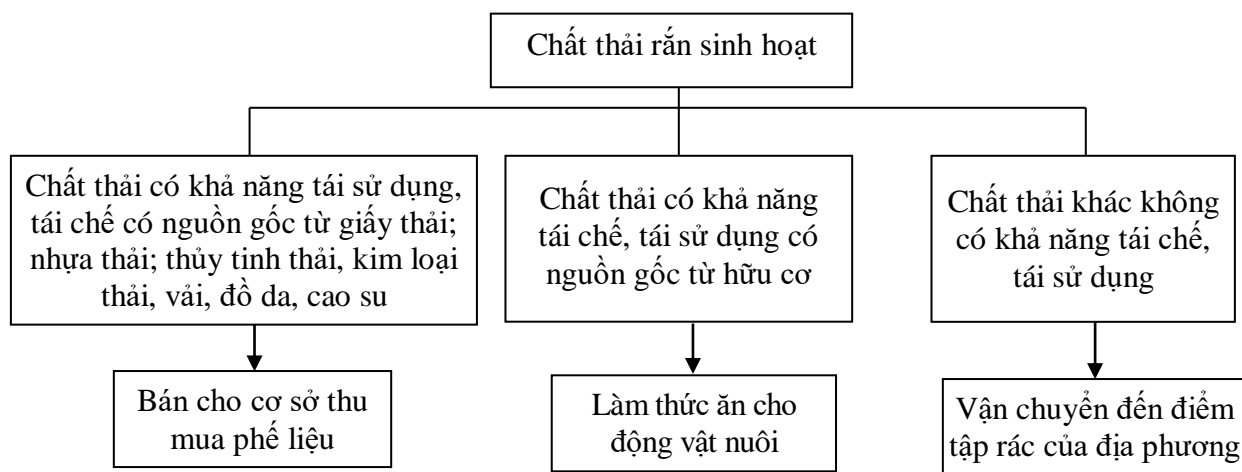 Chất thải rắn sinh hoạt
Chất thải có khả năng tái sử dụng,
tái chế có nguồn gốc từ giấy thải;
nhựa thải; thủy tinh thải, kim loại
thải, vải, đồ da, cao su
Chất thải có khả năng
tái chế, tái sử dụng có
nguồn gốc từ hữu cơ
Chất thải khác không
có khả năng tái chế,
tái sử dụng
Bán cho cơ sở thu
mua phế liệu
Làm thức ăn cho
động vật nuôi
Vận chuyển đến điểm
tập rác của địa phương